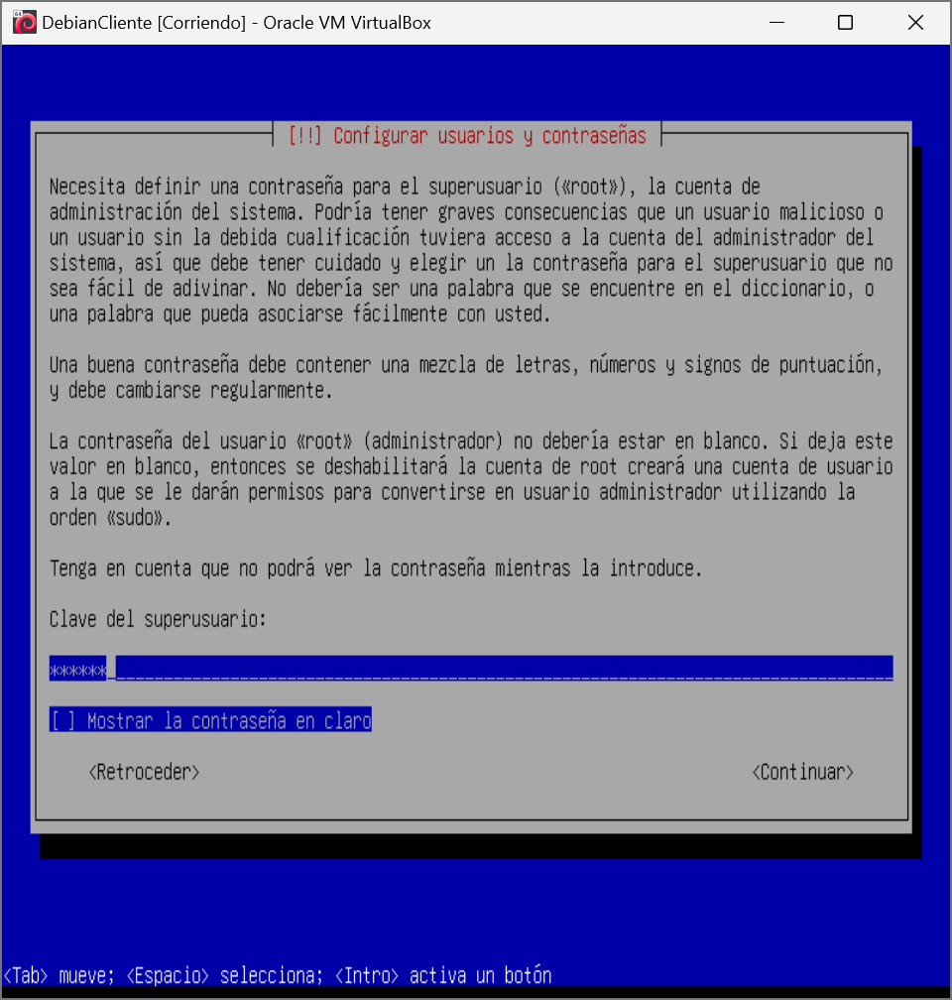 64
DebianCliente [Corriendo] - Oracle VM VirtualBox
[!!] Configurar usuarios y contraseñas
Necesita definir una contraseña para el superusuario («root»), la cuenta de
administración del sistema. Podría tener graves consecuencias que un usuario malicioso o
un usuario sin la debida cualificación tuviera acceso a la cuenta del administrador del
sistema, así que debe tener cuidado y elegir un la contraseña para el superusuario que no
sea fácil de adivinar. No debería ser una palabra que se encuentre en el diccionario, o
una palabra que pueda asociarse fácilmente con usted.
Una buena contraseña debe contener una mezcla de letras, números y signos de puntuación,
y debe cambiarse regularmente.
La contraseña del usuario «root» (administrador) no debería estar en blanco. Si deja este
valor en blanco, entonces se deshabilitará la cuenta de root creará una cuenta de usuario
a la que se le darán permisos para convertirse en usuario administrador utilizando la
orden «sudo».
Tenga en cuenta que no podrá ver la contraseña mientras la introduce.
Clave del superusuario:
******
[ ] Mostrar la contraseña en claro
<Retroceder> <Continuar>
<Tab> mueve; <Espacio> selecciona; <Intro> activa un botón